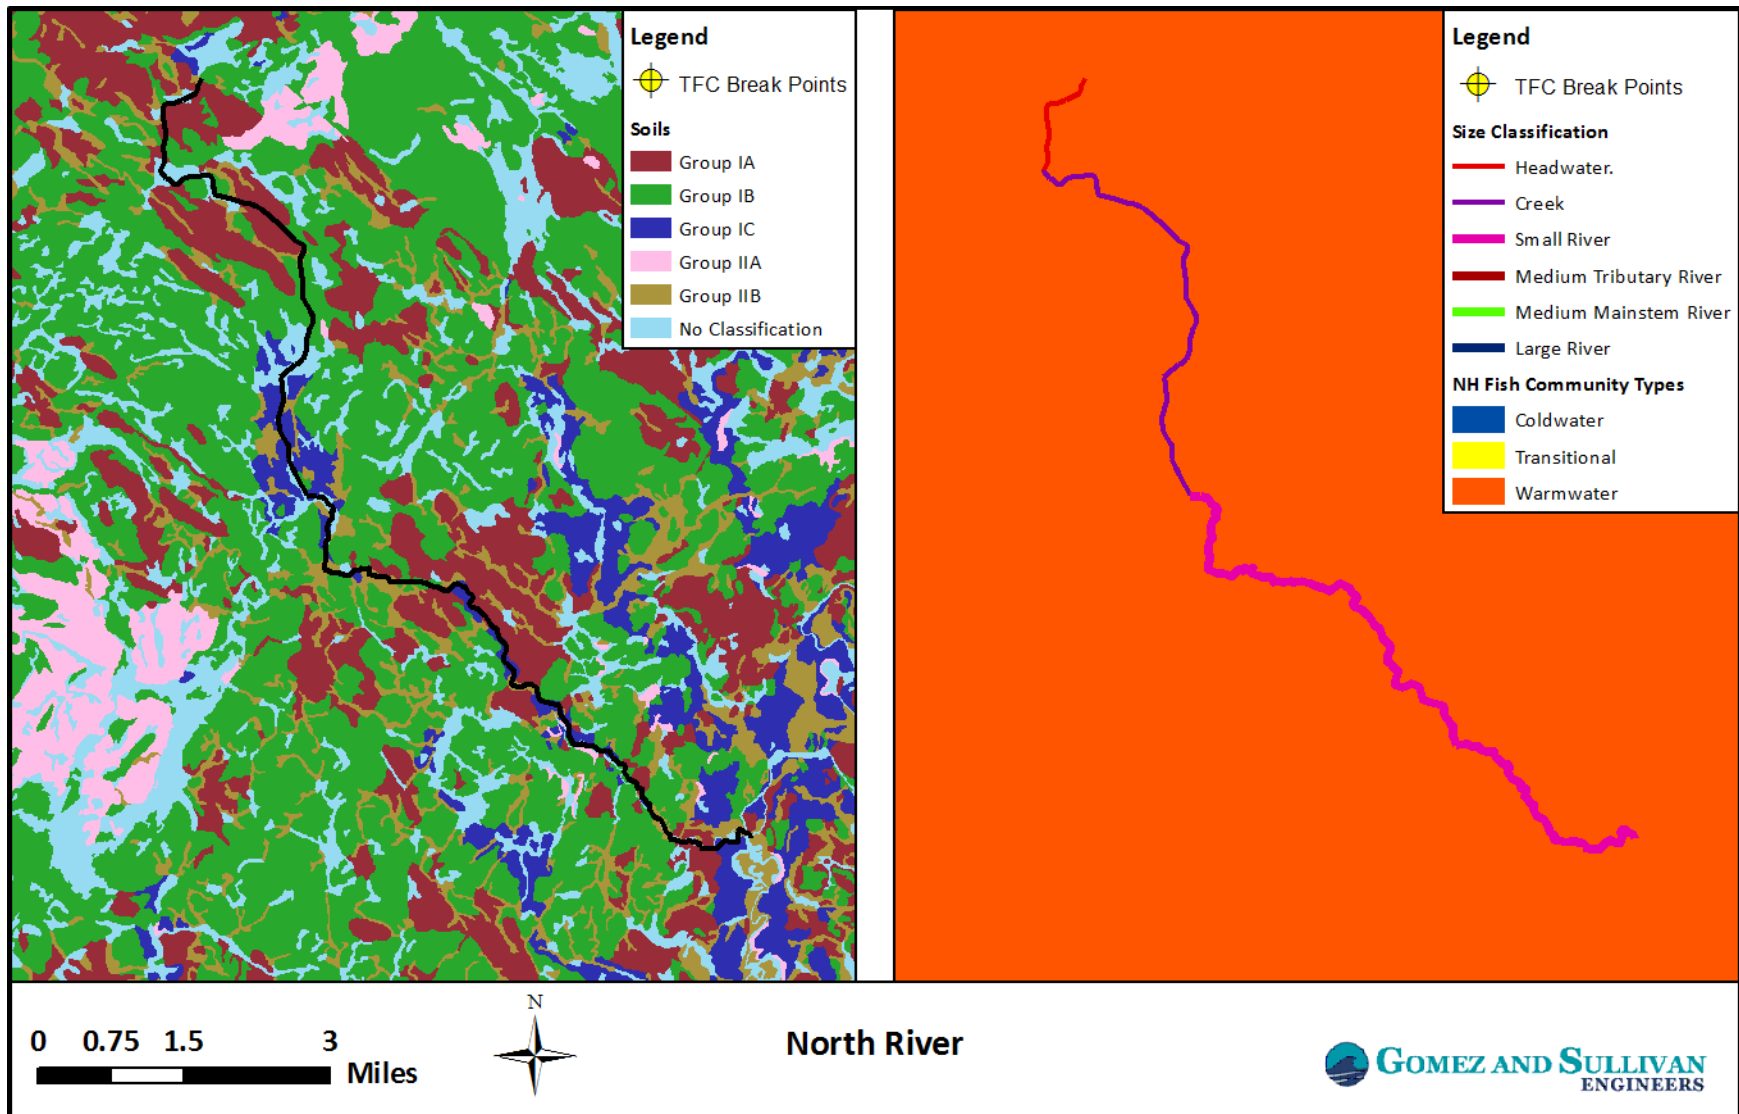 Legend
TFC Break Points
Soils
Group IA
Group IB
Group IC
Group IIA
Group IIB
No Classification
Legend
TFC Break Points
Size Classification
Headwater.
Creek
Small River
Medium Tributary River
Medium Mainstem River
Large River
NH Fish Community Types
Coldwater
Transitional
Warmwater
0 0.75 1.5 3
Miles
N
North River
GOMEZ AND SULLIVAN
ENGINEERS